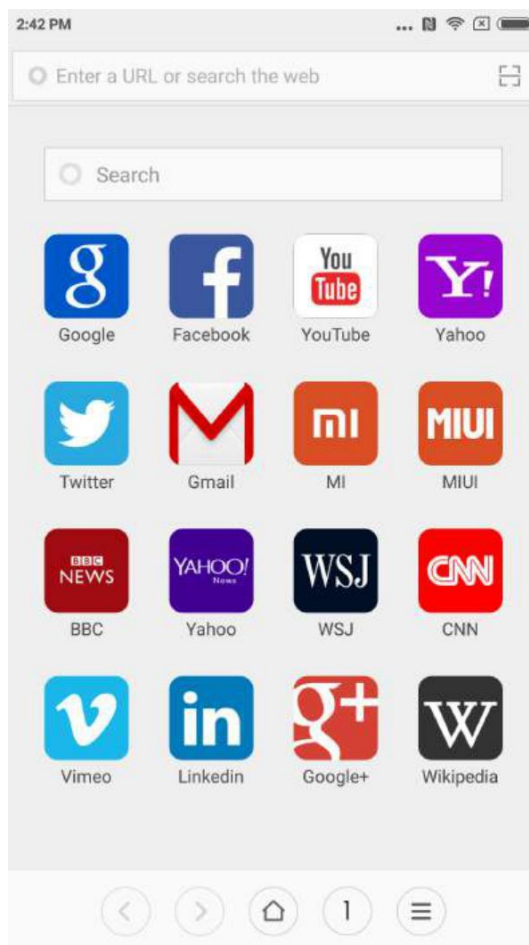 2:42 PM
Enter a URL or search the web
Search
g
f
You
Tube
Y!
Google
Facebook
YouTube
Yahoo
M
mi
MIUI
Twitter
Gmail
MI
MIUI
BBC
NEWS
YAHOO!
News
WSJ
CNN
BBC
Yahoo
WSJ
CNN
v
in
g+
W
Vimeo
Linkedin
Google+
Wikipedia
1